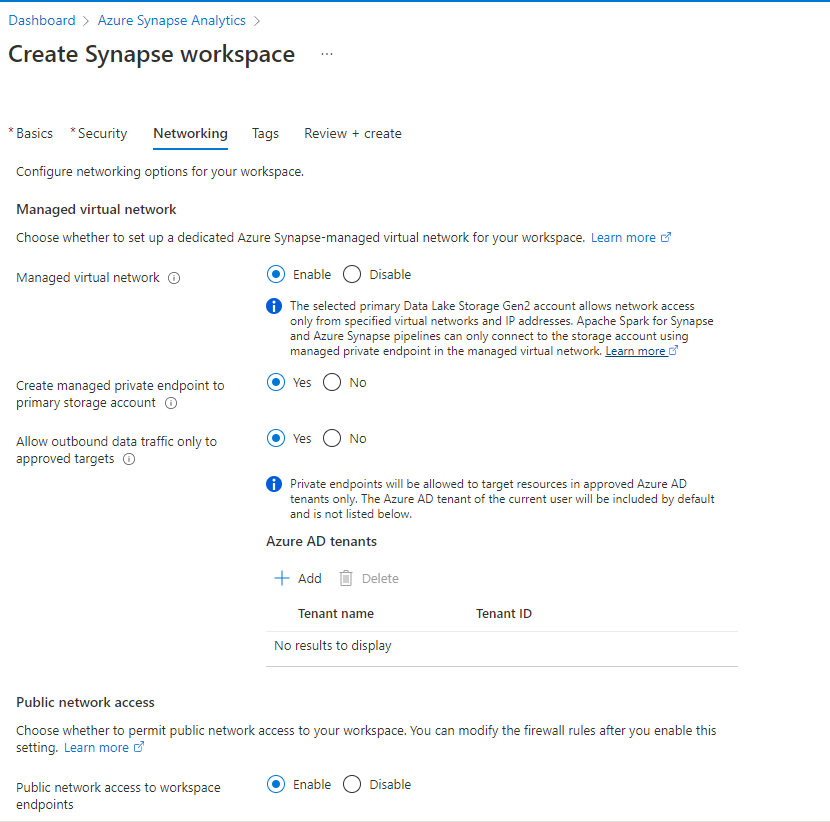 Dashboard > Azure Synapse Analytics >
Create Synapse workspace ...
* Basics * Security Networking Tags Review + create
Configure networking options for your workspace.
Managed virtual network
Choose whether to set up a dedicated Azure Synapse-managed virtual network for your workspace. Learn more
Managed virtual network Enable Disable
The selected primary Data Lake Storage Gen2 account allows network access
only from specified virtual networks and IP addresses. Apache Spark for Synapse
and Azure Synapse pipelines can only connect to the storage account using
managed private endpoint in the managed virtual network. Learn more
Create managed private endpoint to
primary storage account
Yes No
Allow outbound data traffic only to
approved targets
Yes No
Private endpoints will be allowed to target resources in approved Azure AD
tenants only. The Azure AD tenant of the current user will be included by default
and is not listed below.
Azure AD tenants
+ Add Delete
Tenant name Tenant ID
No results to display
Public network access
Choose whether to permit public network access to your workspace. You can modify the firewall rules after you enable this
setting. Learn more
Public network access to workspace
endpoints
Enable Disable